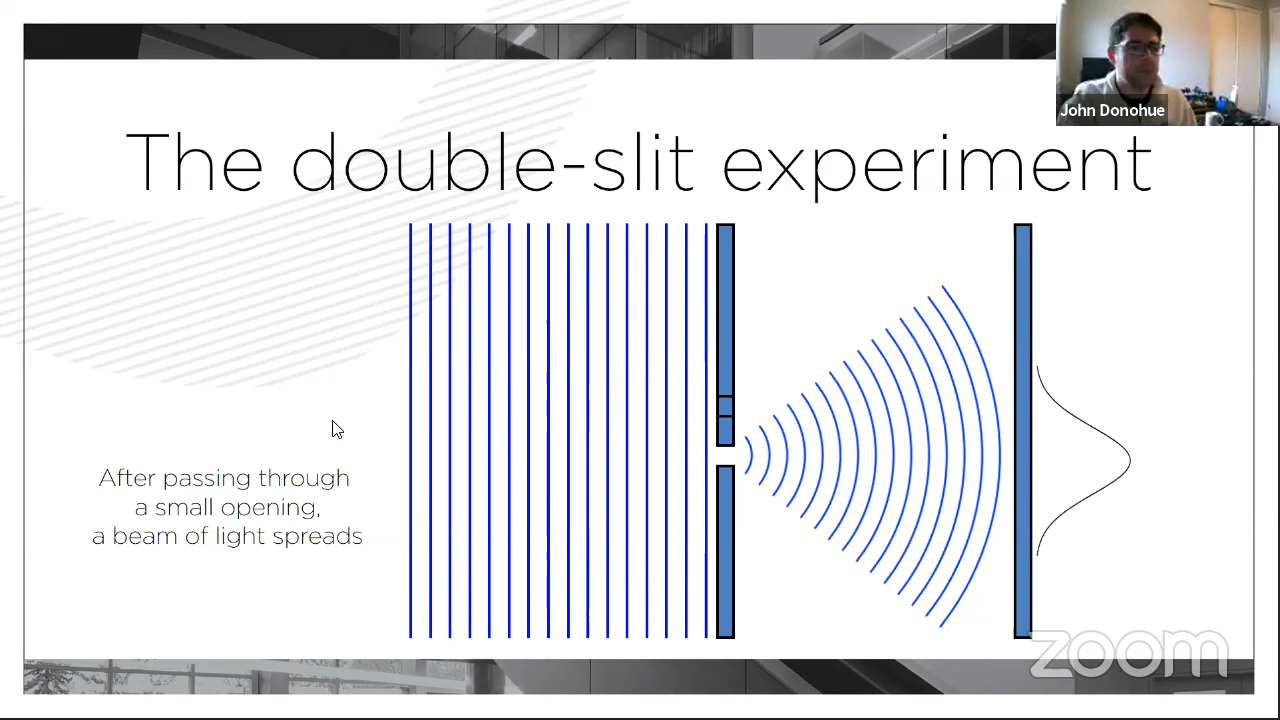 John Donohue
The double-slit experiment
After passing through
a small opening,
a beam of light spreads
zoom